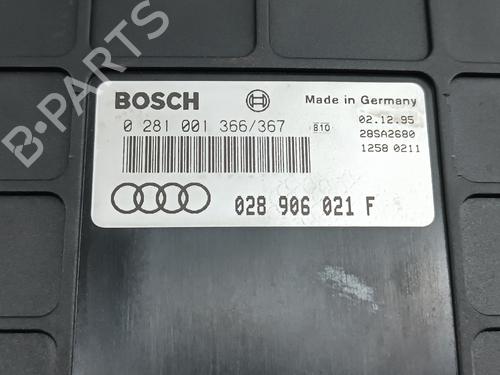 B-PARTS
BOSCH
Made in Germany
0 281 001 366/367
B10
02.12.95
28SA2680
1258 0211
028 906 021 F